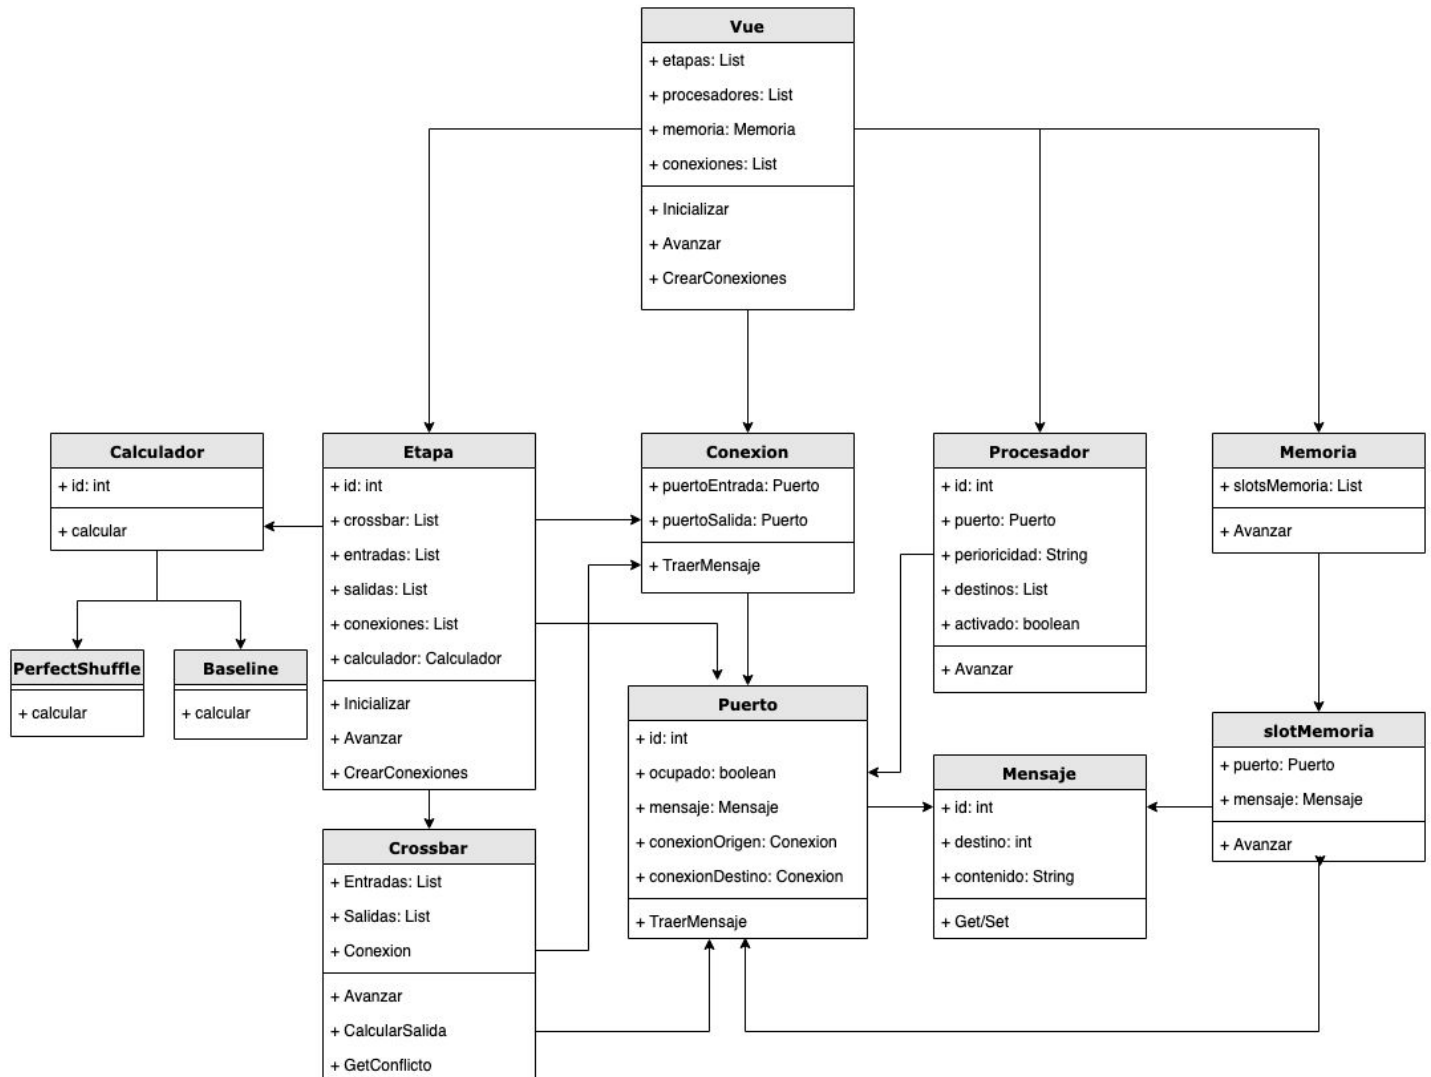 Vue
+ etapas: List
+ procesadores: List
+ memoria: Memoria
+ conexiones: List
+ Inicializar
+ Avanzar
+ CrearConexiones
Calculador
+ id: int
+ calcular
Etapa
+ id: int
+ crossbar: List
+ entradas: List
+ salidas: List
+ conexiones: List
+ calculador: Calculador
+ Inicializar
+ Avanzar
+ CrearConexiones
Conexion
+ puertoEntrada: Puerto
+ puertoSalida: Puerto
+ TraerMensaje
Procesador
+ id: int
+ puerto: Puerto
+ perioricidad: String
+ destinos: List
+ activado: boolean
+ Avanzar
Memoria
+ slotsMemoria: List
+ Avanzar
PerfectShuffle
+ calcular
Baseline
+ calcular
Puerto
+ id: int
+ ocupado: boolean
+ mensaje: Mensaje
+ conexionOrigen: Conexion
+ conexionDestino: Conexion
+ TraerMensaje
Mensaje
+ id: int
+ destino: int
+ contenido: String
+ Get/Set
slotMemoria
+ puerto: Puerto
+ mensaje: Mensaje
+ Avanzar
Crossbar
+ Entradas: List
+ Salidas: List
+ Conexion
+ Avanzar
+ CalcularSalida
+ GetConflicto